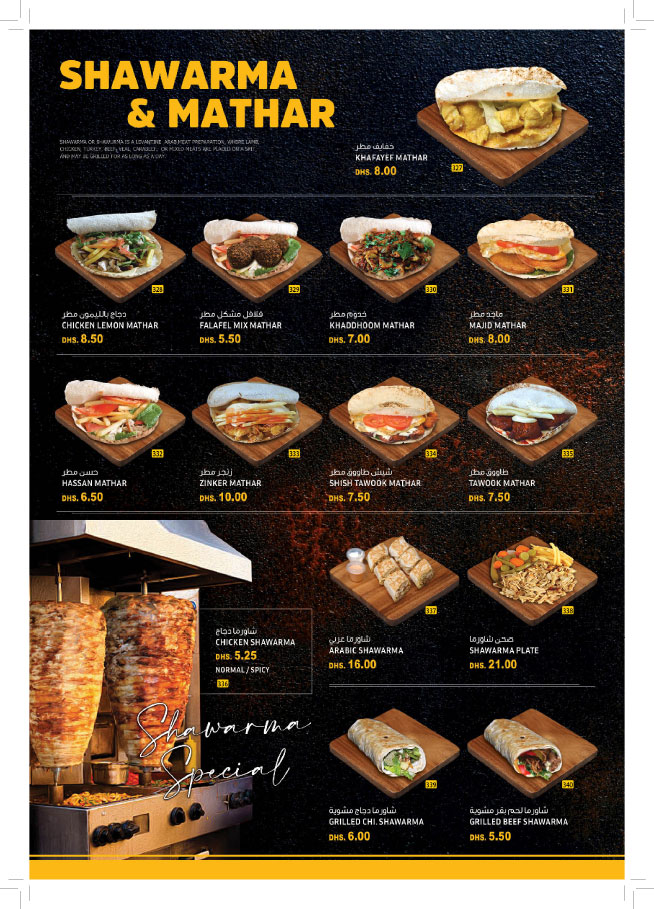 SHAWARMA
& MATHAR
SHAWARMA OR SHAWURMA IS A LEVANTINE ARAB MEAT PREPARATION, WHERE LAMB,
CHICKEN, TURKEY, BEEF, VEAL, CARABEEF, OR MIXED MEATS ARE PLACED ON A SPIT,
AND MAY BE GRILLED FOR AS LONG AS A DAY.
خفايف مطر
KHAFAYEF MATHAR
DHS. 8.00
327
328
دجاج بالليمون مطر
CHICKEN LEMON MATHAR
DHS. 8.50
329
فلافل مشكل مطر
FALAFEL MIX MATHAR
DHS. 5.50
330
خدوم مطر
KHADDHOOM MATHAR
DHS. 7.00
331
ماجد مطر
MAJID MATHAR
DHS. 8.00
332
حسن مطر
HASSAN MATHAR
DHS. 6.50
333
زنجر مطر
ZINKER MATHAR
DHS. 10.00
334
شيش طاووق مطر
SHISH TAWOOK MATHAR
DHS. 7.50
335
طاووق مطر
TAWOOK MATHAR
DHS. 7.50
شاورما دجاج
CHICKEN SHAWARMA
DHS. 5.25
NORMAL / SPICY
336
Shawarma
Special
337
شاورما عربي
ARABIC SHAWARMA
DHS. 16.00
338
صحن شاورما
SHAWARMA PLATE
DHS. 21.00
339
شاورما دجاج مشوية
GRILLED CHI. SHAWARMA
DHS. 6.00
340
شاورما لحم بقر مشوية
GRILLED BEEF SHAWARMA
DHS. 5.50